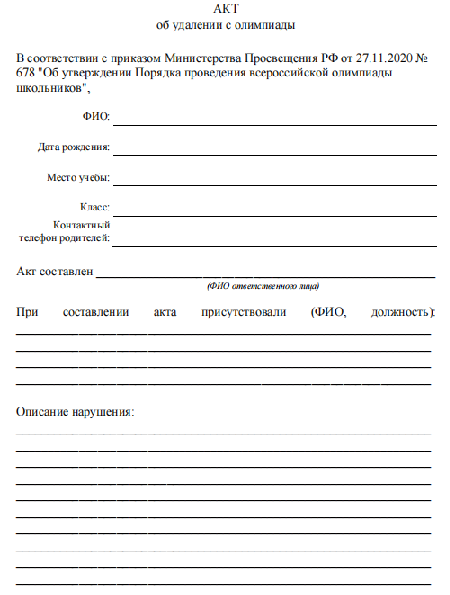 АКТ
об удалении с олимпиады
В соответствии с приказом Министерства Просвещения РФ от 27.11.2020 №
678 "Об утверждении Порядка проведения всероссийской олимпиады
школьников",
ФИО:
Дата рождения:
Место учебы:
Класс:
Контактный
телефон родителей:
Акт составлен
(ФИО ответственного лица)
При составлении акта присутствовали (ФИО, должность):
Описание нарушения: